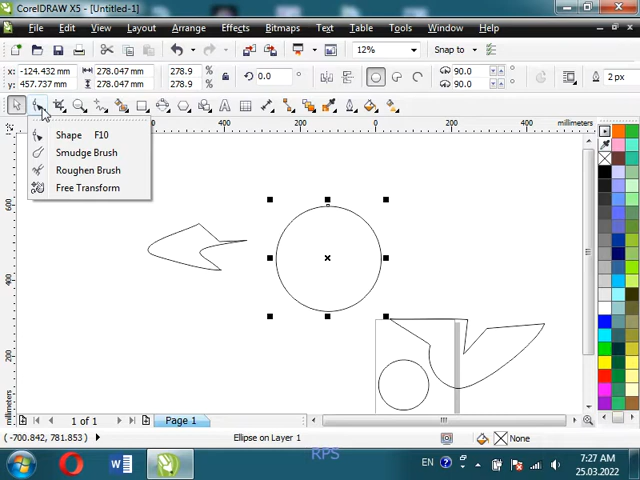 CorelDRAW X5 - [Untitled-1]
File Edit View Layout Arrange Effects Bitmaps Text Table Tools Window Help
12% Snap to
x: -124.432 mm 278.047 mm 278.9 % 0.0 90.0 2 px
y: 457.737 mm 278.047 mm 278.9 % 90.0
200 0 200 400 millimeters
Shape F10
Smudge Brush
Roughen Brush
Free Transform
600
400
200
millimeters
1 of 1 Page 1
(-700.842, 781.853) Ellipse on Layer 1 None
RPS
EN 7:27 AM
25.03.2022